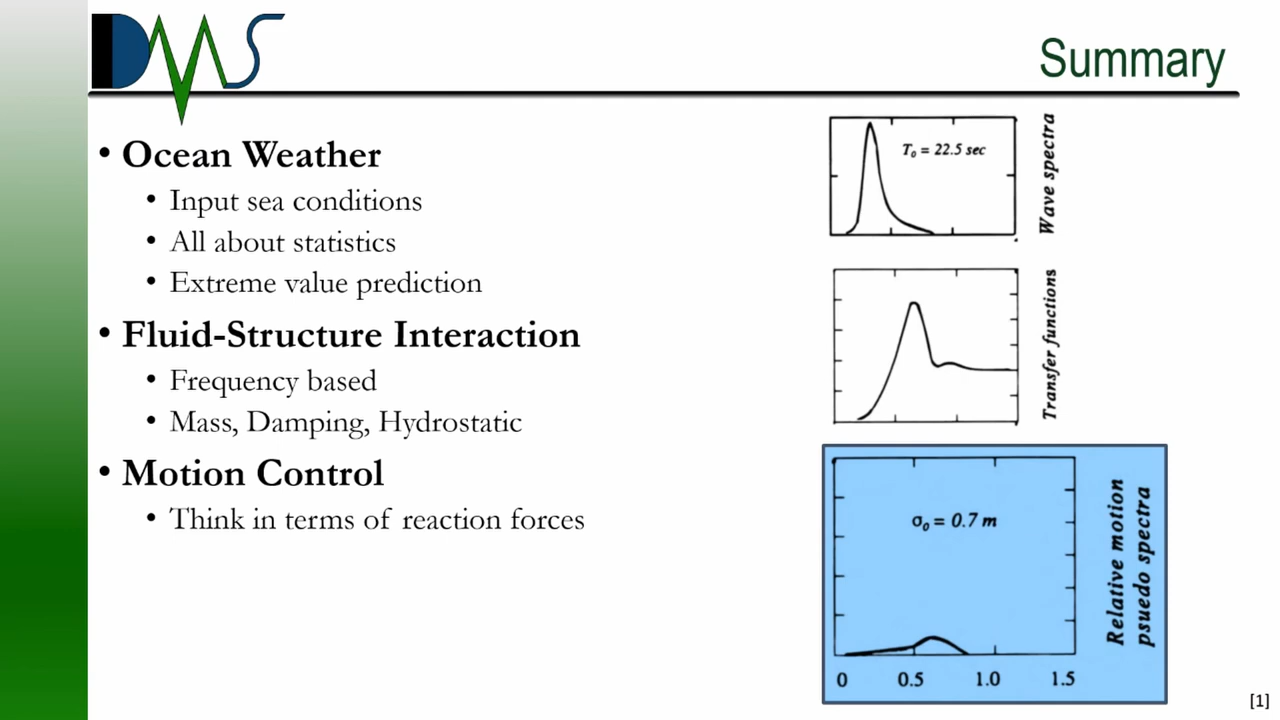 DMS
Summary
• Ocean Weather
• Input sea conditions
• All about statistics
• Extreme value prediction
• Fluid-Structure Interaction
• Frequency based
• Mass, Damping, Hydrostatic
• Motion Control
• Think in terms of reaction forces
T₀ = 22.5 sec
Wave spectra
Transfer functions
σ₀ = 0.7 m
Relative motion
psuedo spectra
0 0.5 1.0 1.5
[1]